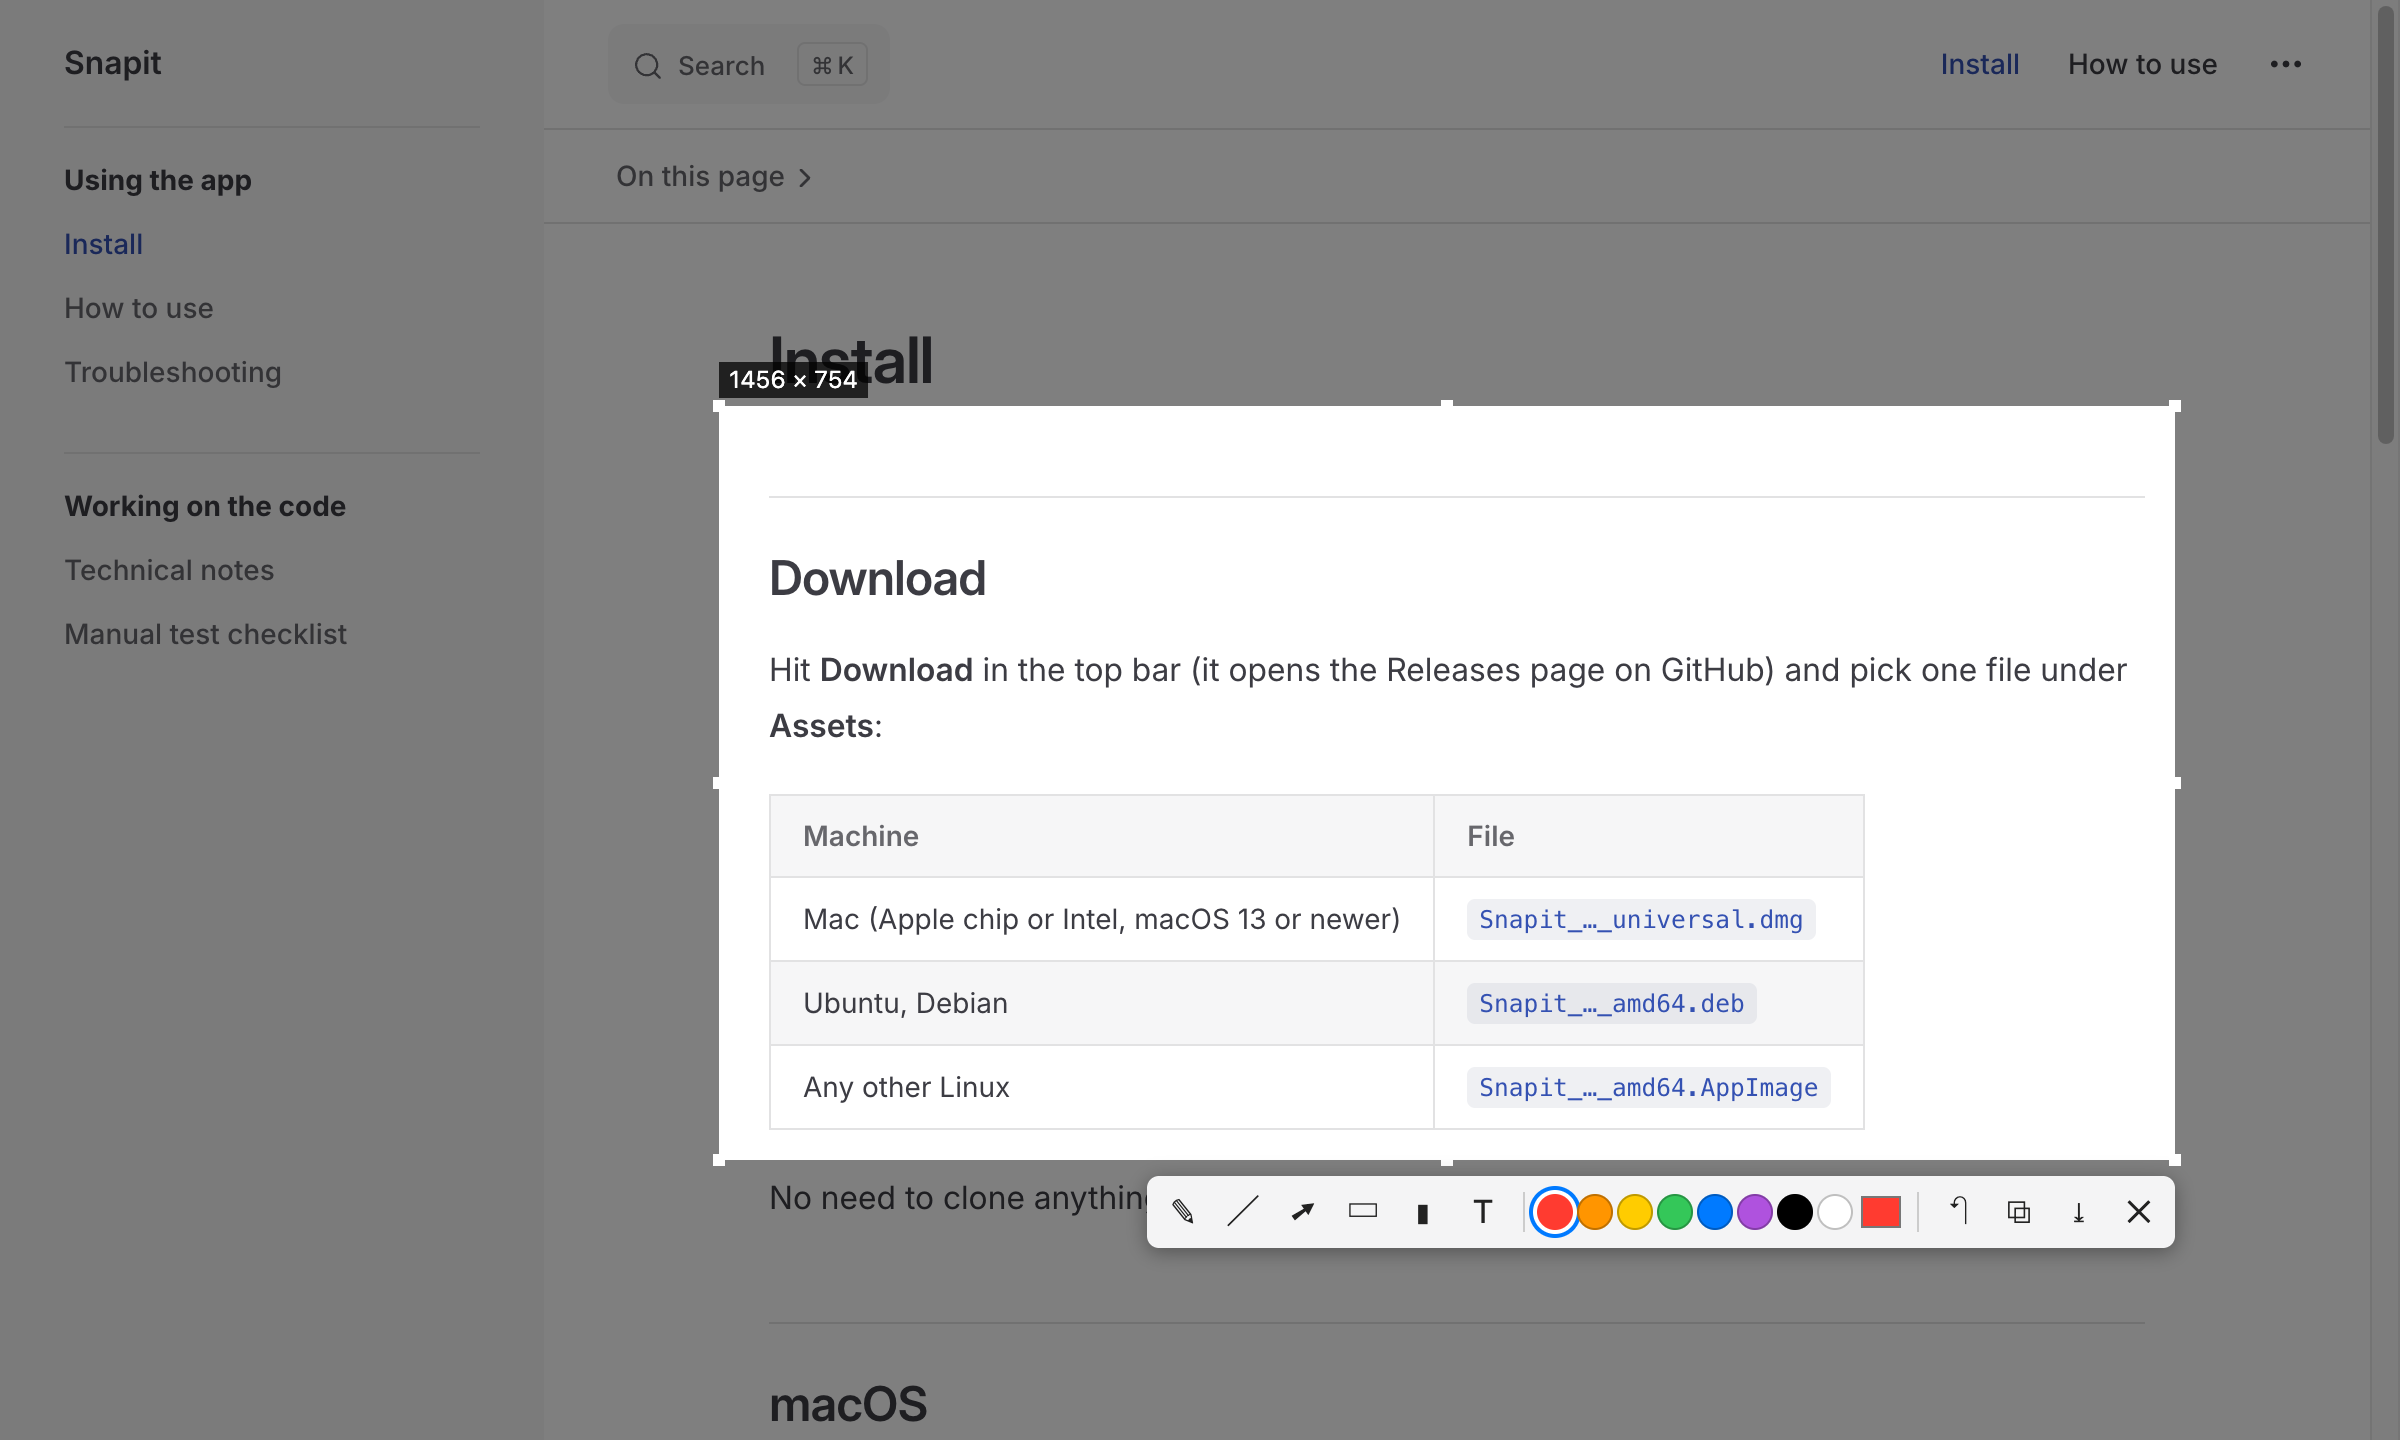 Snapit
Search ⌘ K
Install How to use
Using the app
Install
How to use
Troubleshooting
Working on the code
Technical notes
Manual test checklist
On this page
Install
1456 × 754
Download
Hit Download in the top bar (it opens the Releases page on GitHub) and pick one file under
Assets:
Machine File
Mac (Apple chip or Intel, macOS 13 or newer) Snapit_…_universal.dmg
Ubuntu, Debian Snapit_…_amd64.deb
Any other Linux Snapit_…_amd64.AppImage
No need to clone anything
T
macOS